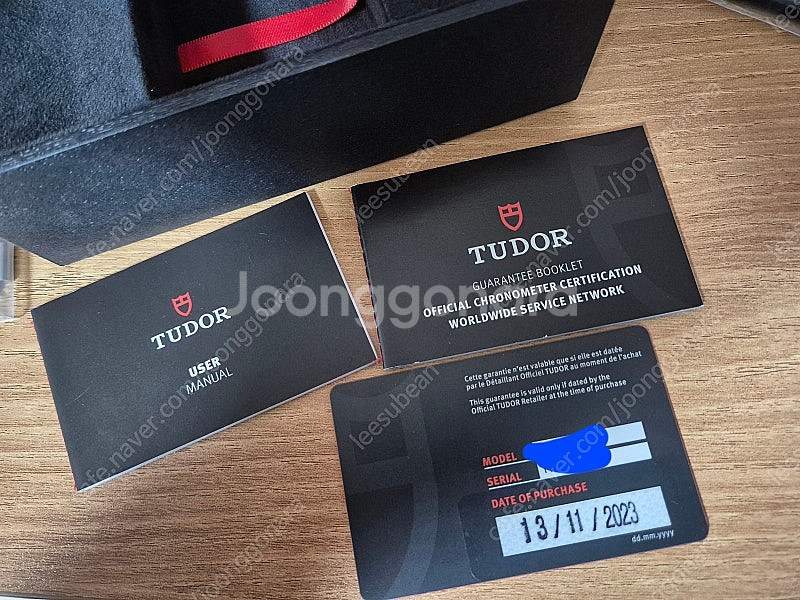 TUDOR
USER
MANUAL
TUDOR
GUARANTEE BOOKLET
OFFICIAL CHRONOMETER CERTIFICATION
WORLDWIDE SERVICE NETWORK
Cette garantie n'est valable que si elle est datée
par le Détaillant Officiel TUDOR au moment de l'achat
This guarantee is valid only if dated by the
Official TUDOR Retailer at the time of purchase
MODEL
SERIAL
DATE OF PURCHASE
13/11/2023
dd.mm.yyyy
Joonggonara
cafe.naver.com/joonggonara
leesubean